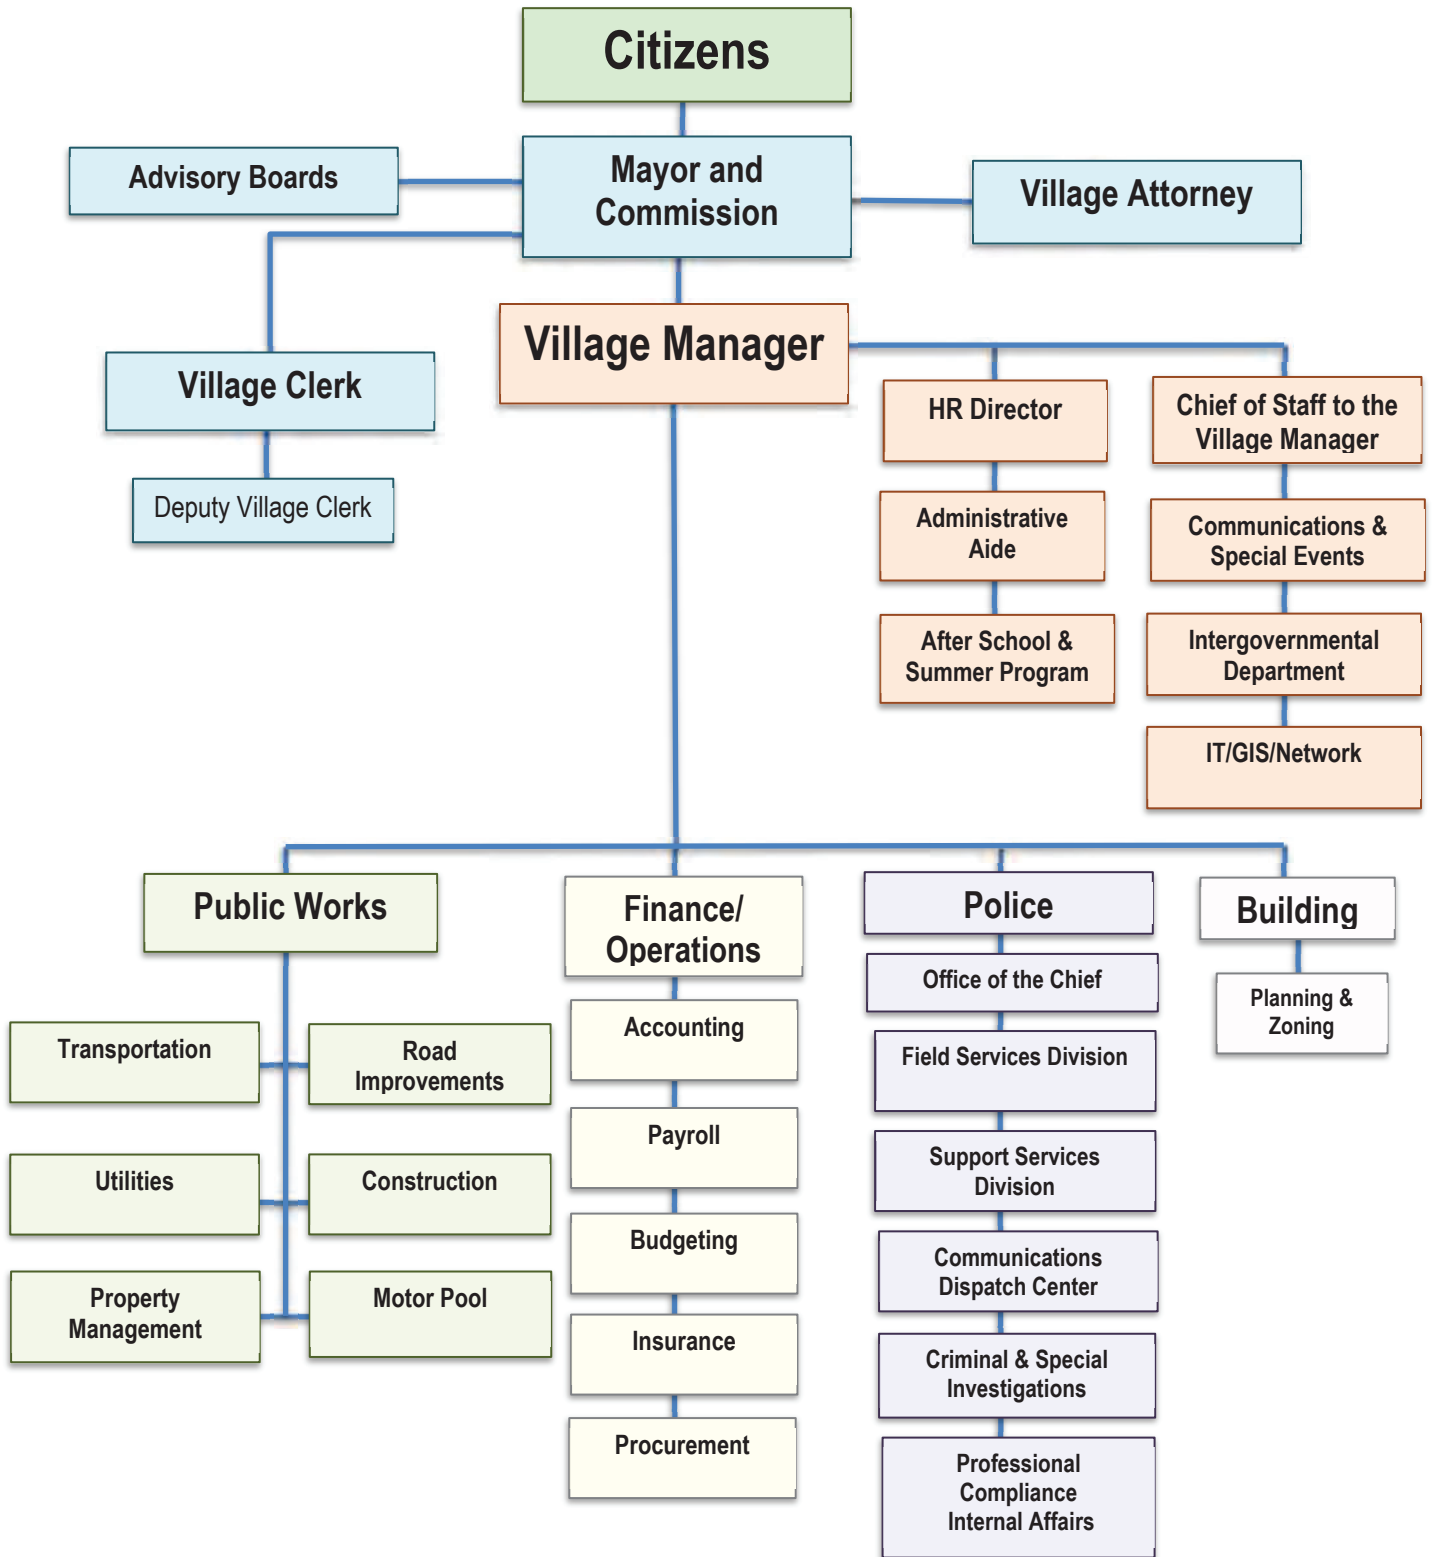 Citizens
Advisory Boards
Mayor and
Commission
Village Attorney
Village Manager
Village Clerk
Deputy Village Clerk
HR Director
Chief of Staff to the
Village Manager
Administrative
Aide
Communications &
Special Events
After School &
Summer Program
Intergovernmental
Department
IT/GIS/Network
Public Works
Finance/
Operations
Police
Building
Transportation
Road
Improvements
Utilities
Construction
Property
Management
Motor Pool
Accounting
Payroll
Budgeting
Insurance
Procurement
Office of the Chief
Field Services Division
Support Services
Division
Communications
Dispatch Center
Criminal & Special
Investigations
Professional
Compliance
Internal Affairs
Planning &
Zoning